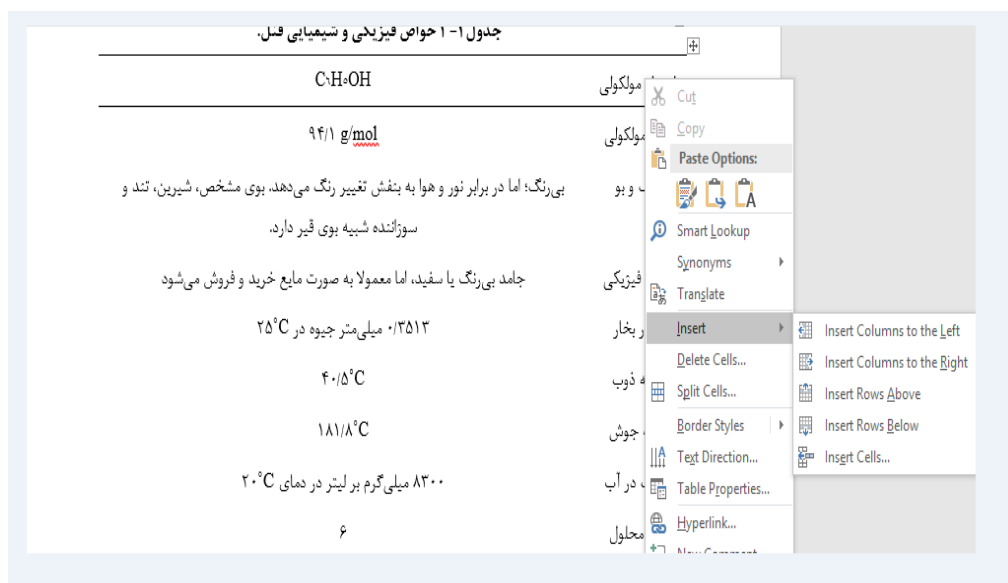 جدول ۱- ۱ خواص فیزیکی و شیمیایی فنل.
مولکولی C۶H۵OH
مولکولی ۹۴/۱ g/mol
و بو بی‌رنگ؛ اما در برابر نور و هوا به بنفش تغییر رنگ می‌دهد. بوی مشخص، شیرین، تند و
سوزاننده شبیه بوی قیر دارد.
فیزیکی جامد بی‌رنگ یا سفید، اما معمولا به صورت مایع خرید و فروش می‌شود
بخار ۰/۳۵۱۳ میلی‌متر جیوه در ۲۵°C
ذوب ۴۰/۵°C
جوش ۱۸۱/۸°C
در آب ۸۳۰۰ میلی‌گرم بر لیتر در دمای ۲۰°C
محلول ۶
Cut
Copy
Paste Options:
Smart Lookup
Synonyms
Translate
Insert
Delete Cells...
Split Cells...
Border Styles
Text Direction...
Table Properties...
Hyperlink...
New Comment
Insert Columns to the Left
Insert Columns to the Right
Insert Rows Above
Insert Rows Below
Insert Cells...